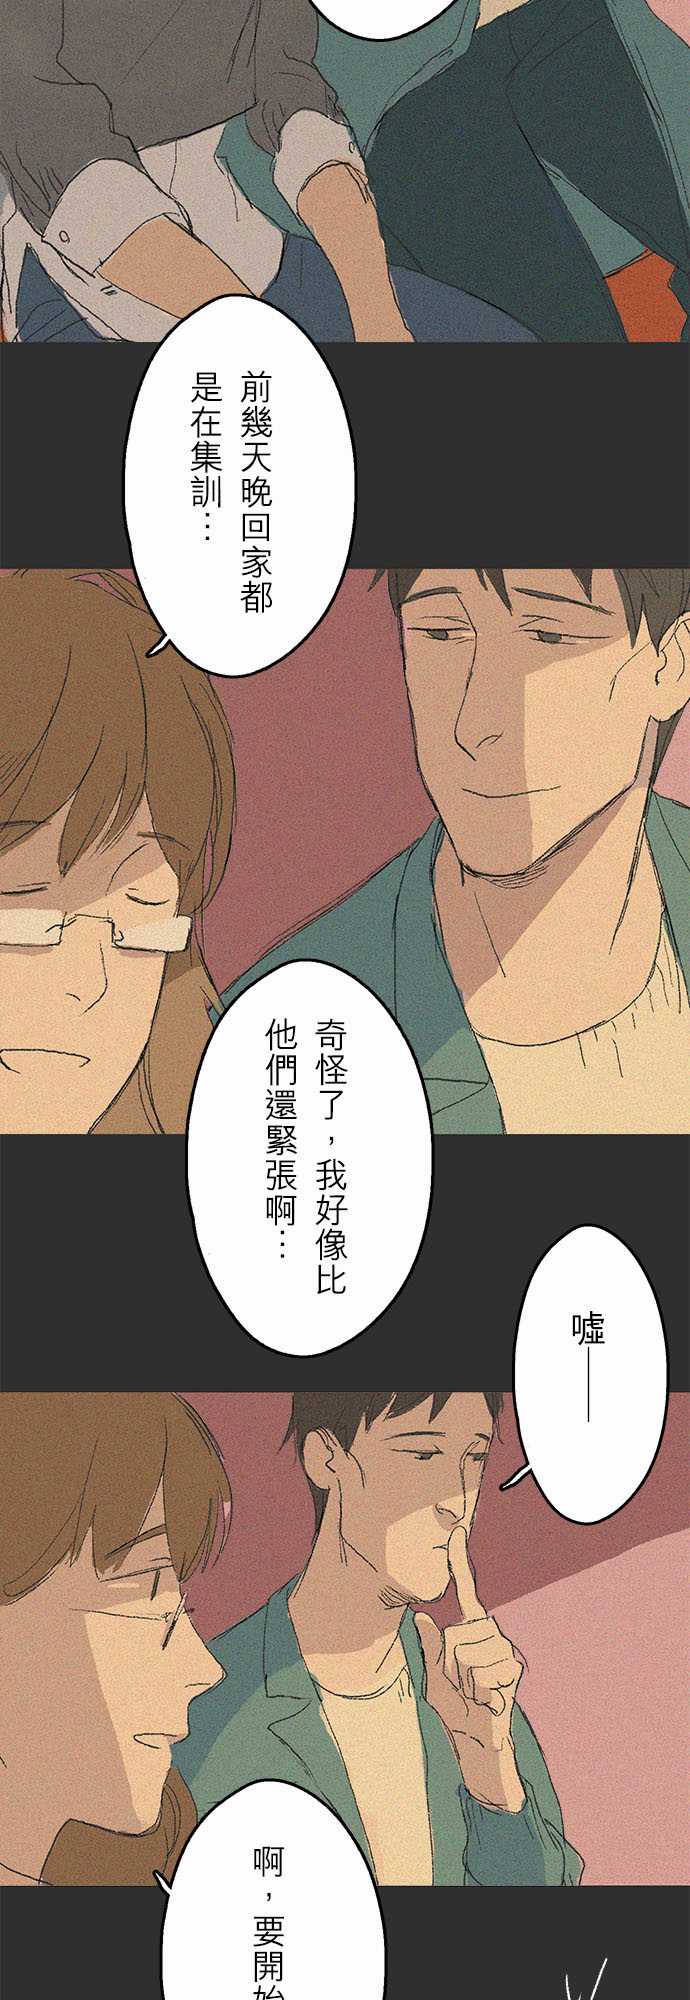 前幾天晚回家都
是在集訓⋯
奇怪了，我好像比
他們還緊張啊⋯
噓——
啊，要開始